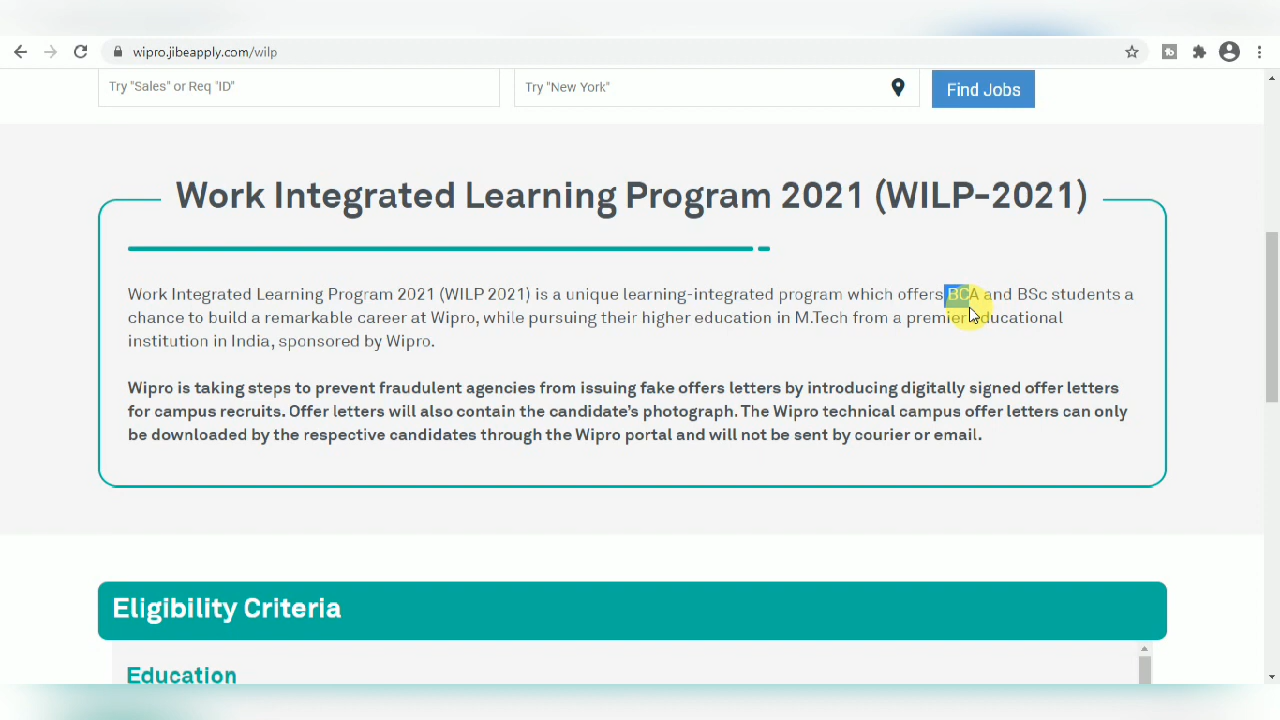 wipro.jibeapply.com/wilp
Try "Sales" or Req "ID"
Try "New York"
Find Jobs
Work Integrated Learning Program 2021 (WILP-2021)
Work Integrated Learning Program 2021 (WILP 2021) is a unique learning-integrated program which offers BCA and BSc students a
chance to build a remarkable career at Wipro, while pursuing their higher education in M.Tech from a premier educational
institution in India, sponsored by Wipro.
Wipro is taking steps to prevent fraudulent agencies from issuing fake offers letters by introducing digitally signed offer letters
for campus recruits. Offer letters will also contain the candidate's photograph. The Wipro technical campus offer letters can only
be downloaded by the respective candidates through the Wipro portal and will not be sent by courier or email.
Eligibility Criteria
Education